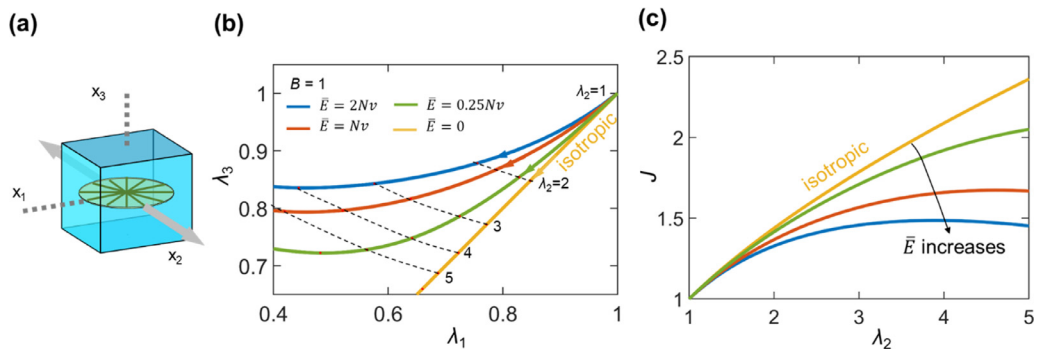 (a)
x3
x1
x2
(b)
B = 1
Ē = 2Nv
Ē = 0.25Nv
Ē = Nv
Ē = 0
λ2=1
isotropic
λ2=2
3
4
5
1
0.9
0.8
0.7
λ3
0.4
0.6
0.8
1
λ1
(c)
2.5
2
1.5
1
J
isotropic
Ē increases
1
2
3
4
5
λ2